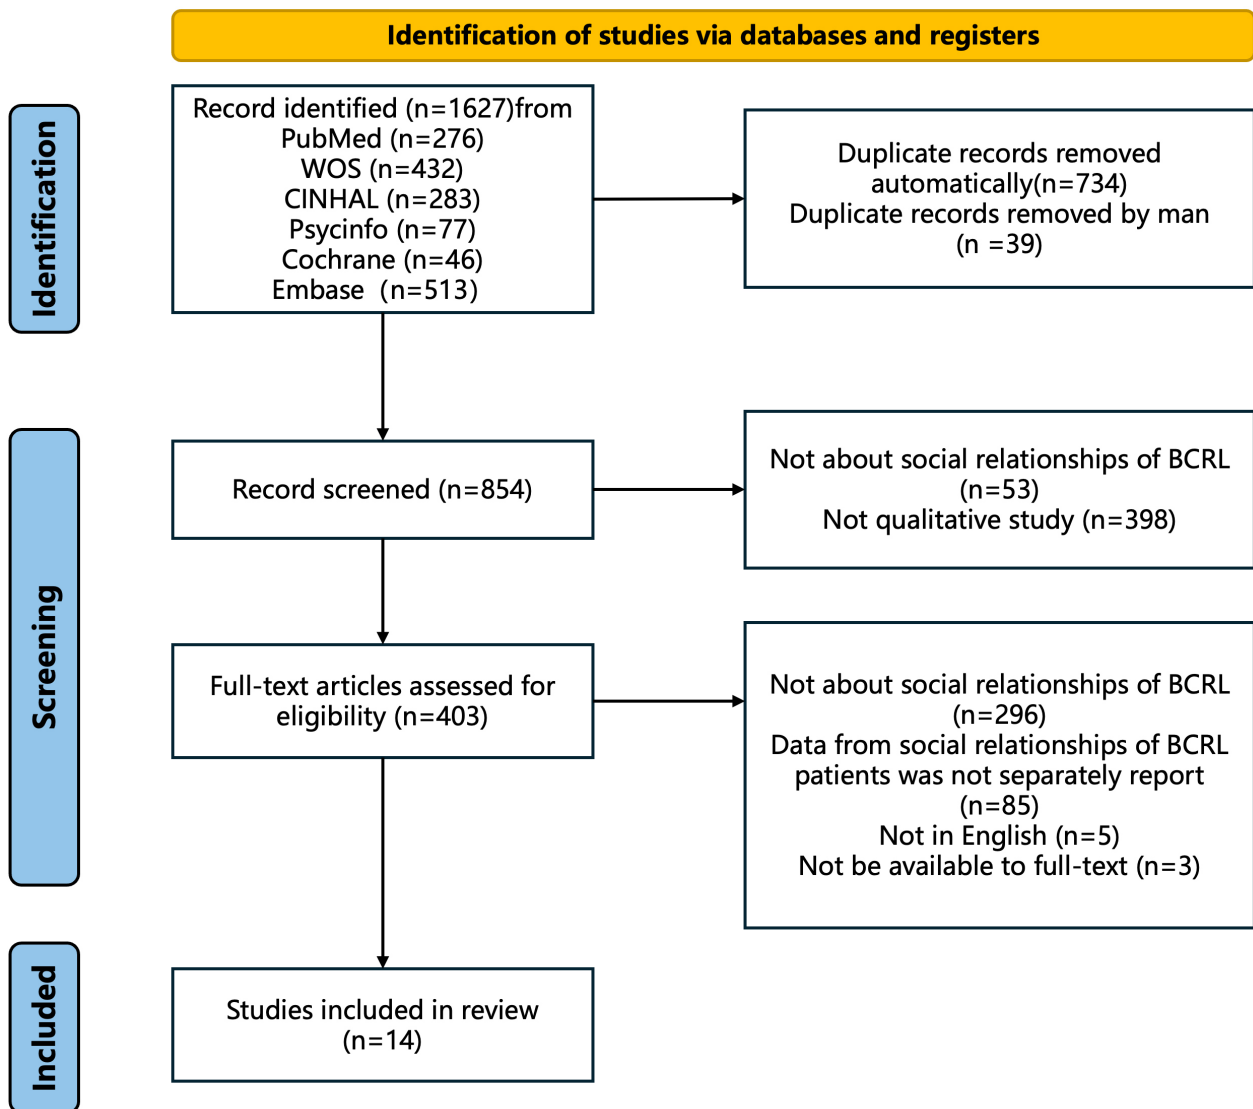 Identification of studies via databases and registers
Identification
Record identified (n=1627)from
PubMed (n=276)
WOS (n=432)
CINHAL (n=283)
Psycinfo (n=77)
Cochrane (n=46)
Embase (n=513)
Duplicate records removed
automatically(n=734)
Duplicate records removed by man
(n =39)
Screening
Record screened (n=854)
Not about social relationships of BCRL
(n=53)
Not qualitative study (n=398)
Full-text articles assessed for
eligibility (n=403)
Not about social relationships of BCRL
(n=296)
Data from social relationships of BCRL
patients was not separately report
(n=85)
Not in English (n=5)
Not be available to full-text (n=3)
Included
Studies included in review
(n=14)